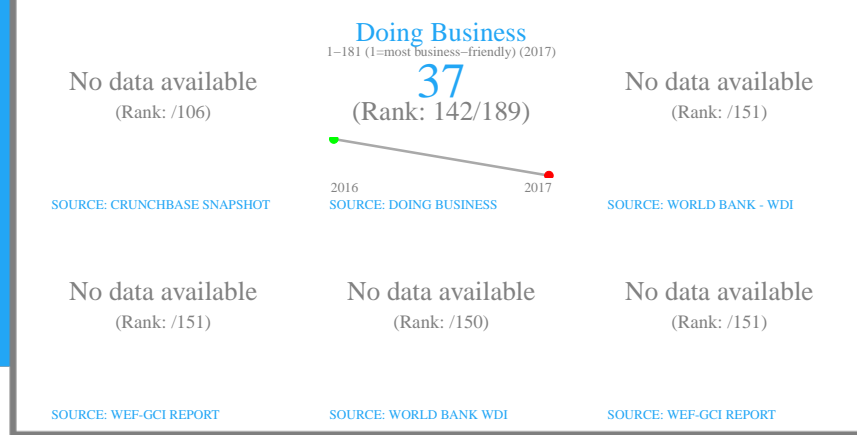 No data available
(Rank: /106)
SOURCE: CRUNCHBASE SNAPSHOT
Doing Business
1−181 (1=most business−friendly) (2017)
37
(Rank: 142/189)
2016 2017
SOURCE: DOING BUSINESS
No data available
(Rank: /151)
SOURCE: WORLD BANK - WDI
No data available
(Rank: /151)
SOURCE: WEF-GCI REPORT
No data available
(Rank: /150)
SOURCE: WORLD BANK WDI
No data available
(Rank: /151)
SOURCE: WEF-GCI REPORT